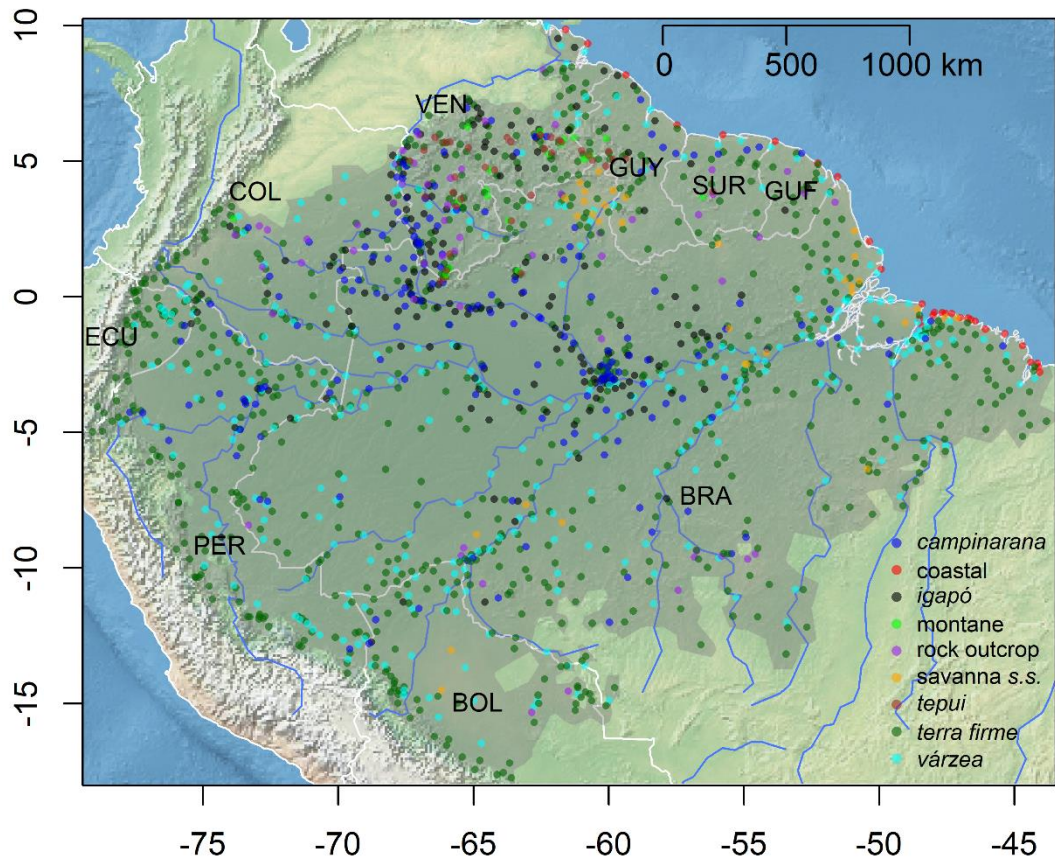 10
0 500 1000 km
VEN
5
GUY
COL
SUR
GUF
0
ECU
-5
BRA
PER
-10
campinarana
coastal
igapó
montane
rock outcrop
savanna s.s.
-15
BOL
tepui
terra firme
várzea
-75 -70 -65 -60 -55 -50 -45